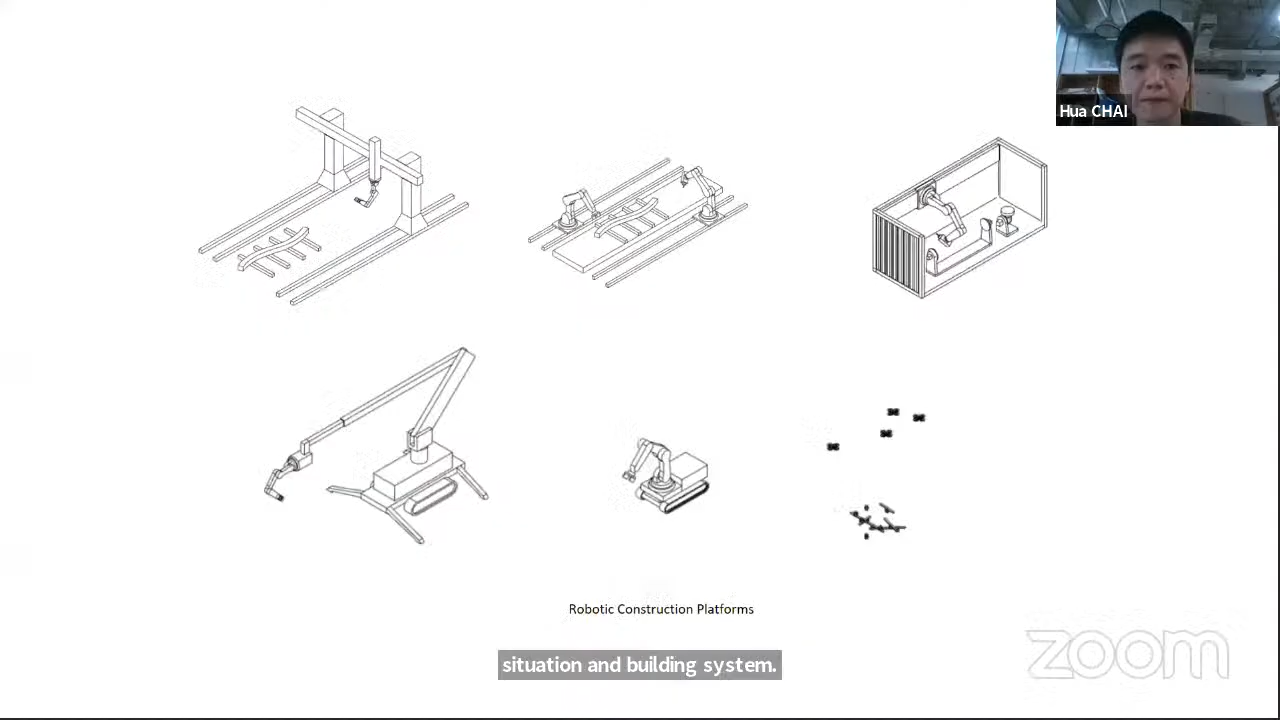 Hua CHAI
Robotic Construction Platforms
situation and building system.
zoom